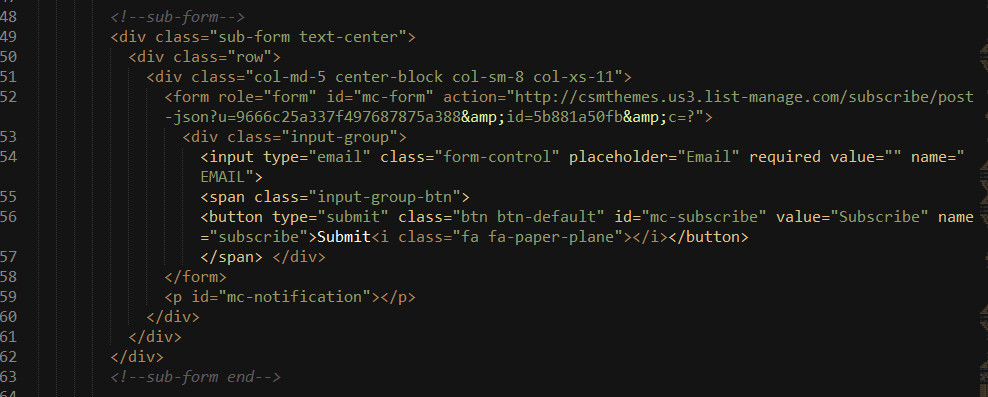 48 <!--sub-form-->
49 <div class="sub-form text-center">
50 <div class="row">
51 <div class="col-md-5 center-block col-sm-8 col-xs-11">
52 <form role="form" id="mc-form" action="http://csmthemes.us3.list-manage.com/subscribe/post
-json?u=9666c25a337f497687875a388&amp;id=5b881a50fb&amp;c=?">
53 <div class="input-group">
54 <input type="email" class="form-control" placeholder="Email" required value="" name="
EMAIL">
55 <span class="input-group-btn">
56 <button type="submit" class="btn btn-default" id="mc-subscribe" value="Subscribe" name
="subscribe">Submit<i class="fa fa-paper-plane"></i></button>
57 </span> </div>
58 </form>
59 <p id="mc-notification"></p>
60 </div>
61 </div>
62 </div>
63 <!--sub-form end-->